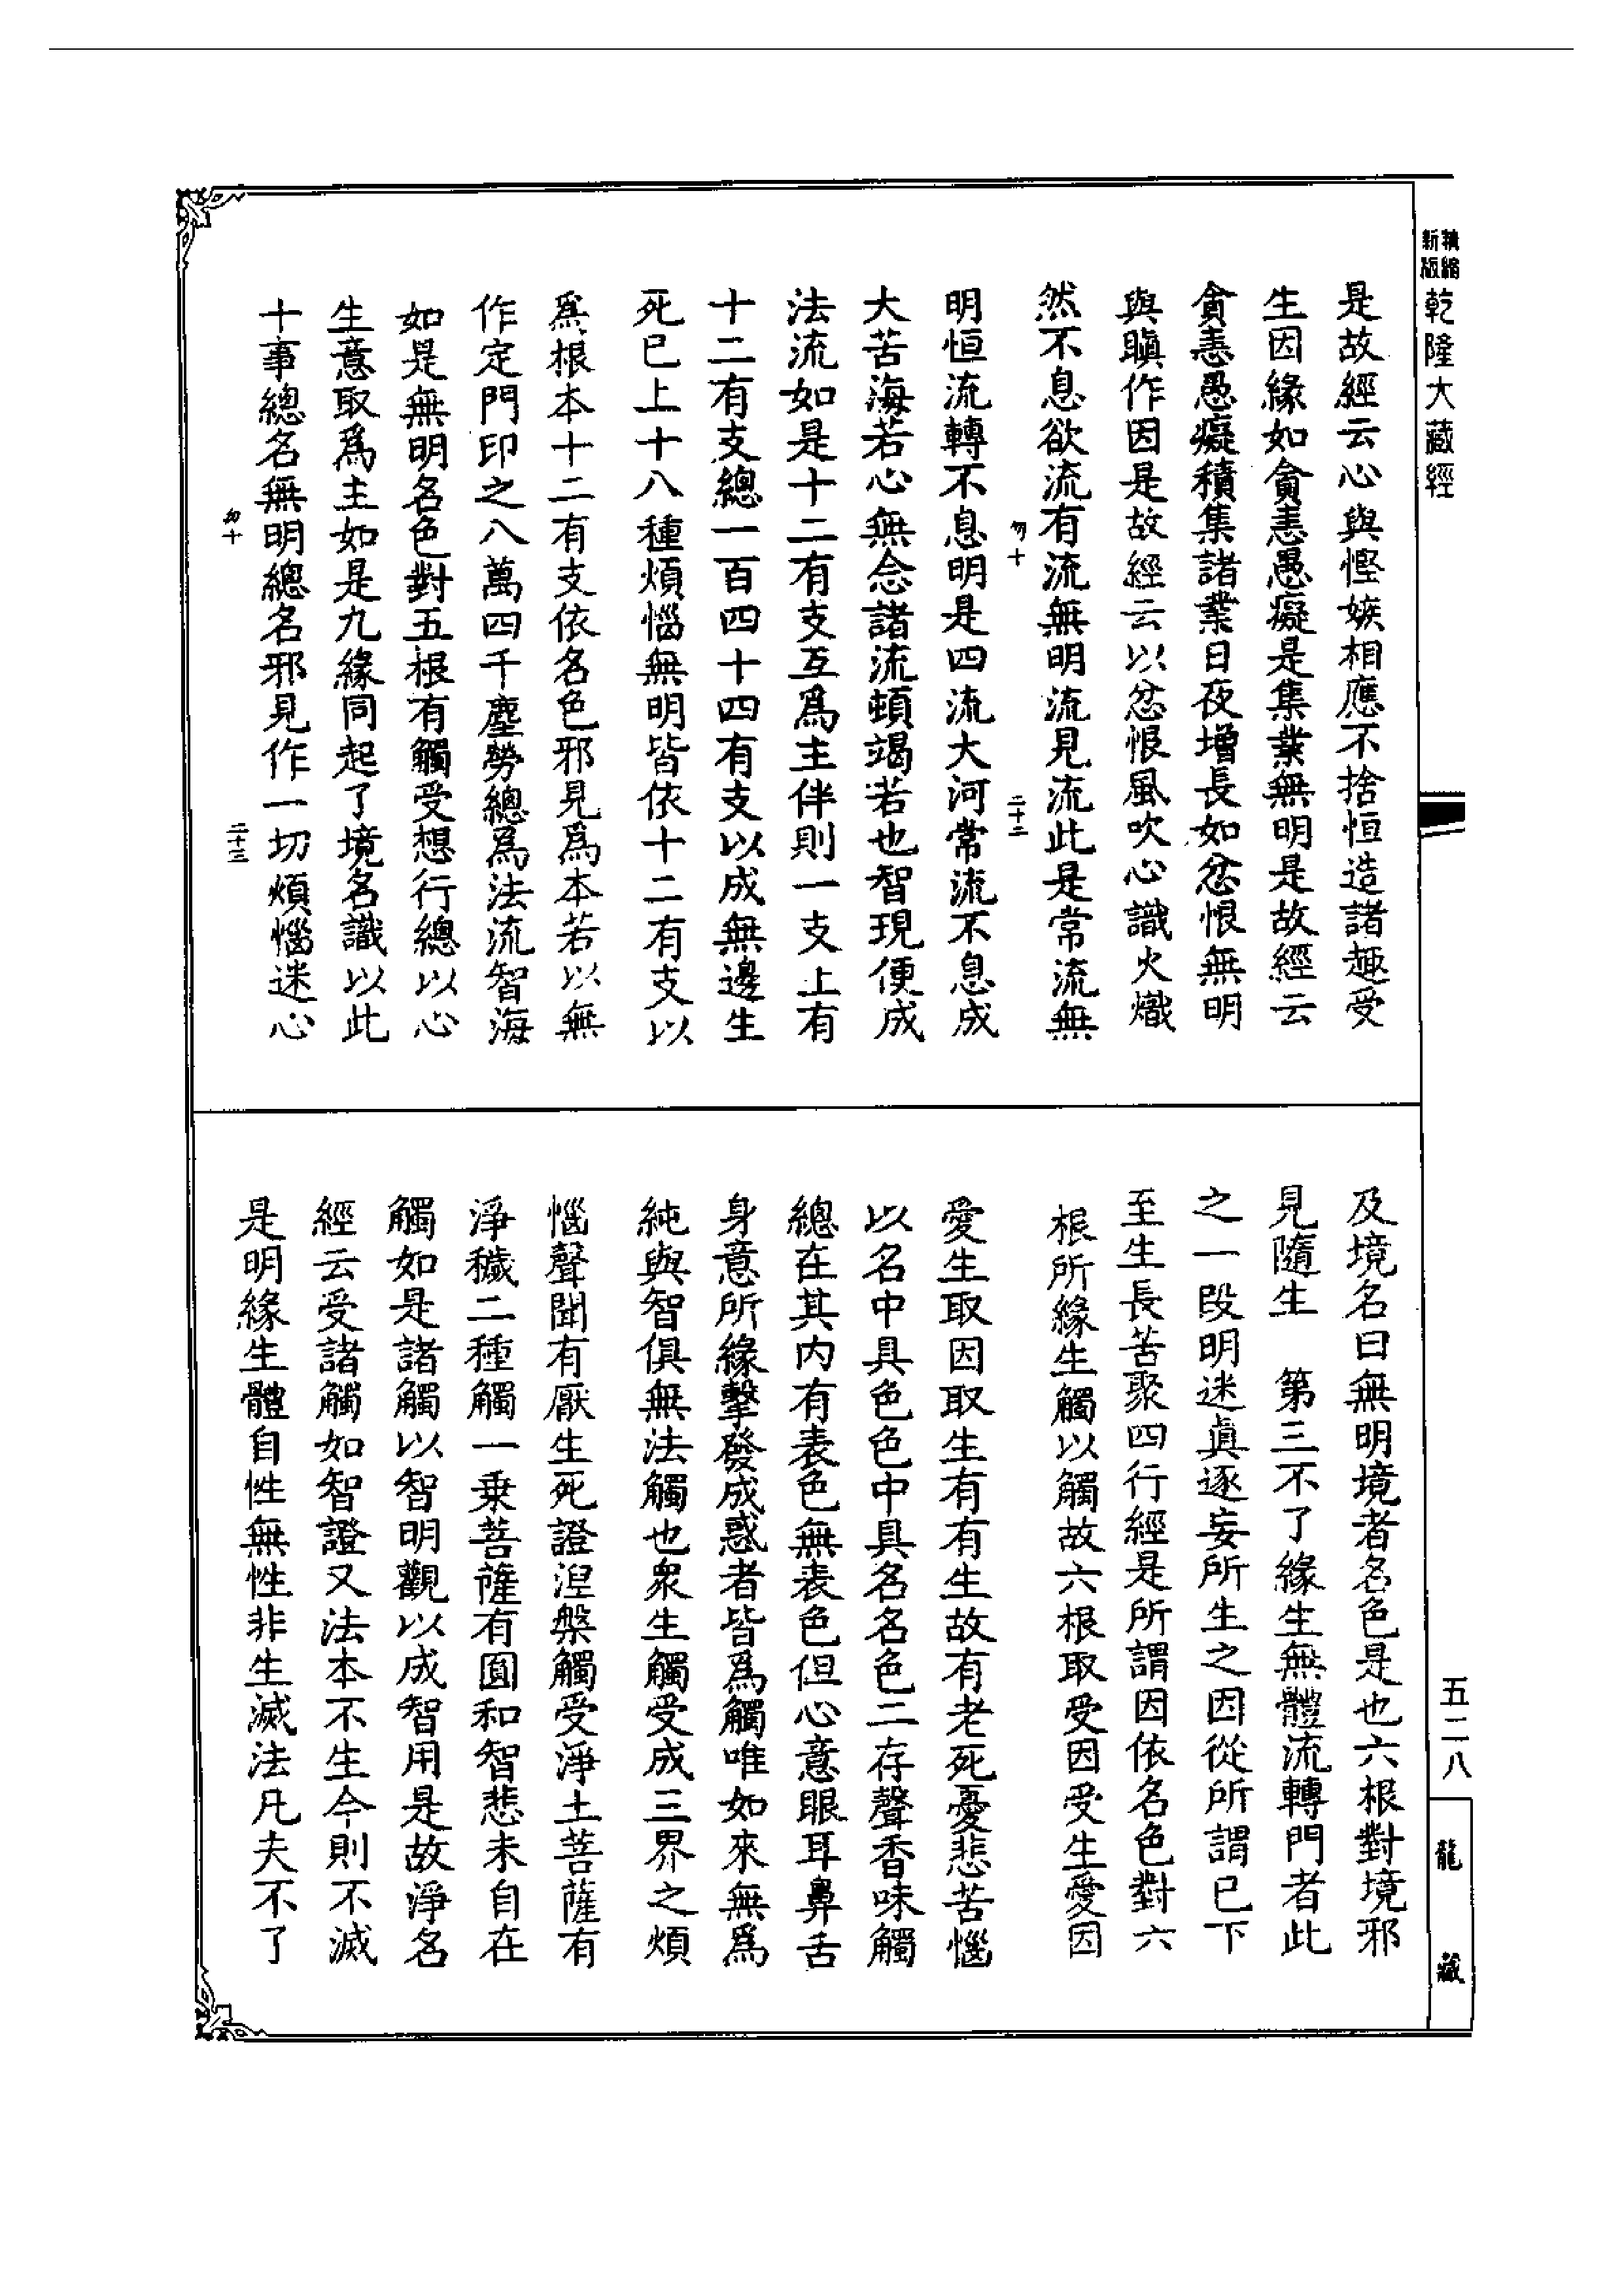 精縮新版
乾隆大藏經
是故經云心與慳嫉相應不捨恒造諸趣受
生因緣如貪恚愚癡是集業無明是故經云
貪恚愚癡積集諸業日夜增長如忿恨無明
與瞋作因是故經云以忿恨風吹心識火熾
然不息欲流有流無明流見流此是常流無
明恒流轉不息明是四流大河常流不息成
大苦海若心無念諸流頓竭若也智現便成
法流如是十二有支互爲主伴則一支上有
十二有支總一百四十四有支以成無邊生
死已上十八種煩惱無明皆依十二有支以
爲根本十二有支依名色邪見爲本若以無
作定門印之八萬四千塵勞總爲法流智海
如是無明名色對五根有觸受想行總以心
生意取爲主如是九緣同起了境名識以此
十事總名無明總名邪見作一切煩惱迷心
十
二十二
十
二十三
及境名曰無明境者名色是也六根對境邪
見隨生　第三不了緣生無體流轉門者此
之一段明迷眞逐妄所生之因從所謂已下
至生長苦聚四行經是所謂因依名色對六
根所緣生觸以觸故六根取受因受生愛因
愛生取因取生有有生故有老死憂悲苦惱
以名中具色色中具名名色二存聲香味觸
總在其内有表色無表色但心意眼耳鼻舌
身意所緣擊發成惑者皆爲觸唯如來無爲
純與智俱無法觸也衆生觸受成三界之煩
惱聲聞有厭生死證涅槃觸受淨土菩薩有
淨穢二種觸一乘菩薩有圓和智悲未自在
觸如是諸觸以智明觀以成智用是故淨名
經云受諸觸如智證又法本不生今則不滅
是明緣生體自性無性非生滅法凡夫不了
五二八
龍藏